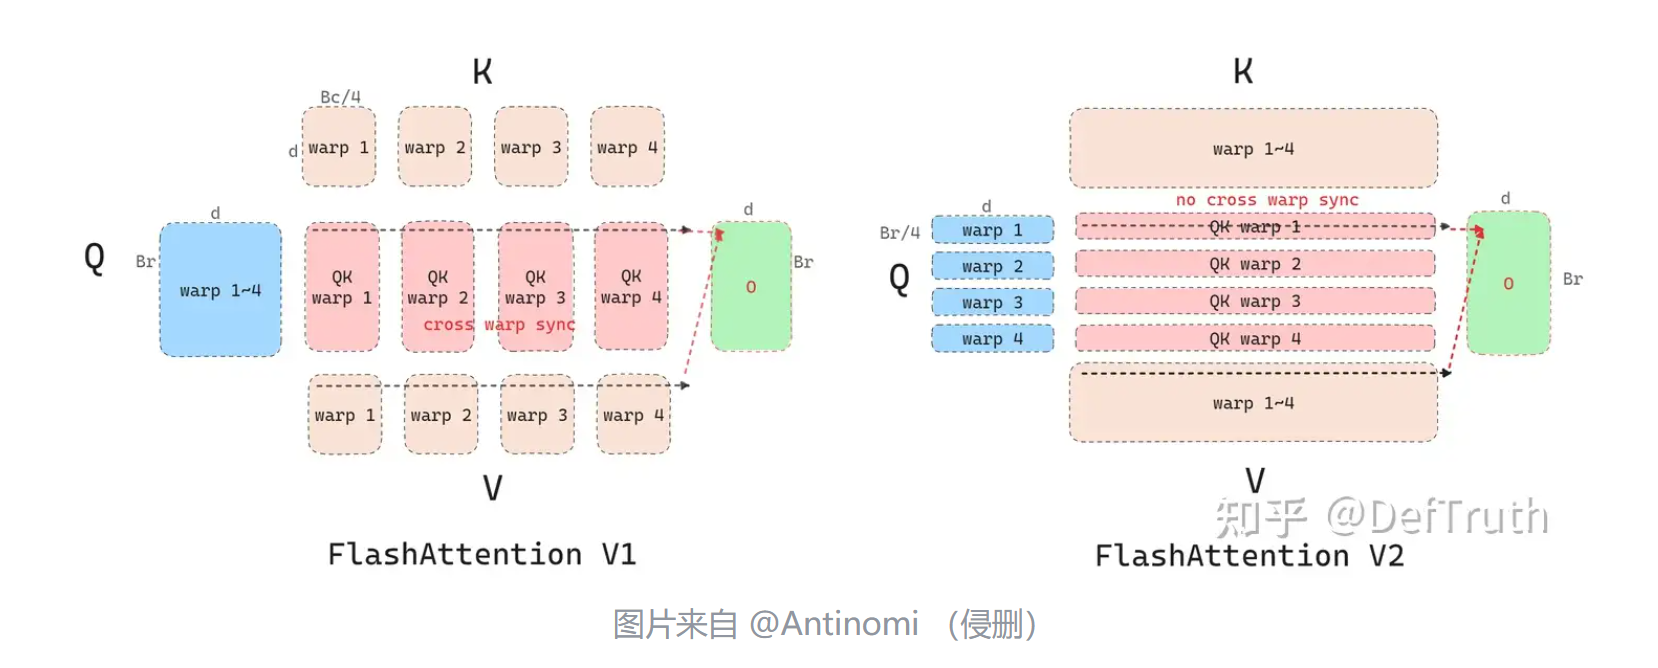 K
Bc/4
d
warp 1
warp 2
warp 3
warp 4
d
Q
Br
warp 1~4
QK
warp 1
QK
warp 2
QK
warp 3
QK
warp 4
cross warp sync
d
O
Br
warp 1
warp 2
warp 3
warp 4
V
FlashAttention V1
K
warp 1~4
no cross warp sync
d
Br/4
Q
warp 1
warp 2
warp 3
warp 4
QK warp 1
QK warp 2
QK warp 3
QK warp 4
d
O
Br
warp 1~4
V
知乎 @DefTruth
FlashAttention V2
图片来自 @Antinomi （侵删）